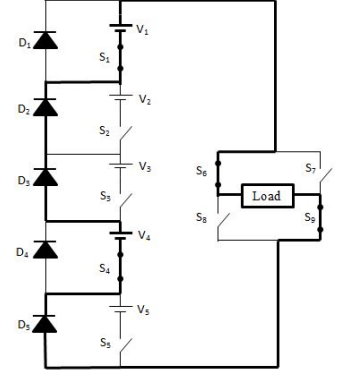 D1 V1
S1
D2 V2
S2
D3 V3
S3
S6 S7
Load
S8 S9
D4 V4
S4
D5 V5
S5